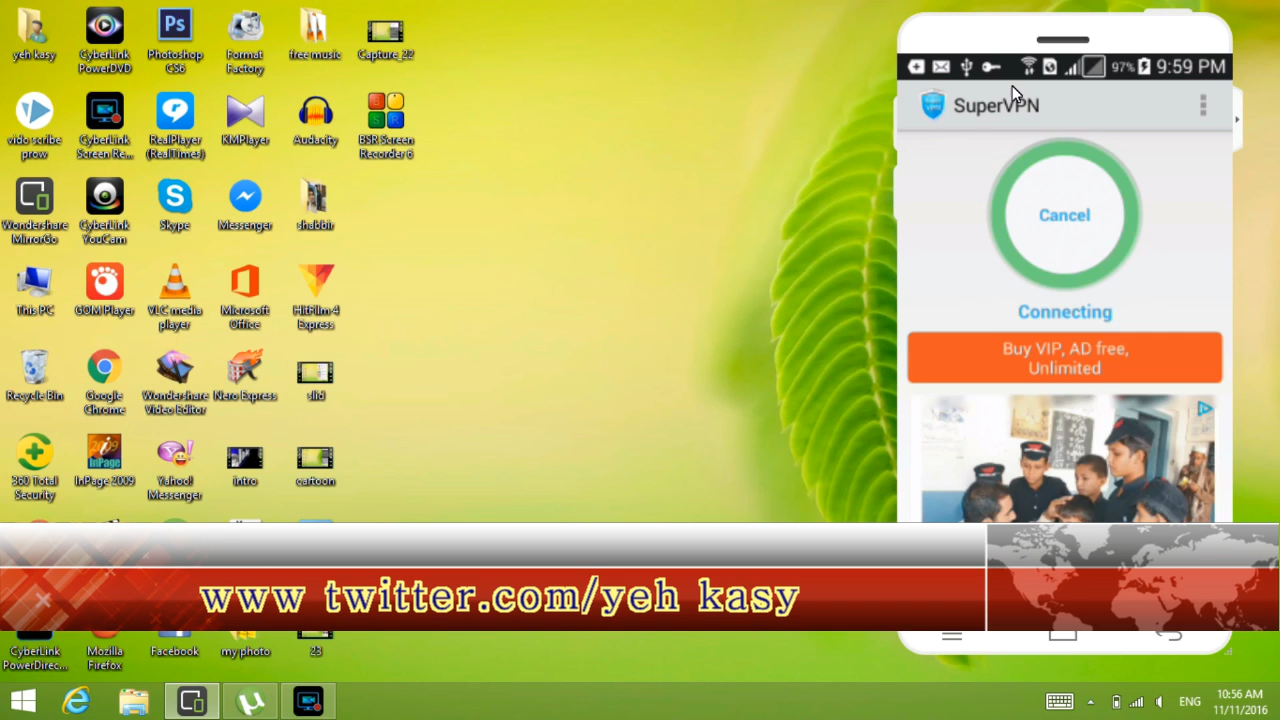 yeh kasy
CyberLink
PowerDVD
Photoshop
CS6
Format
Factory
free music
Capture_22
vido scribe
prow
CyberLink
Screen Re...
RealPlayer
(RealTimes)
KMPlayer
Audacity
BSR Screen
Recorder 6
Wondershare
MirrorGo
CyberLink
YouCam
Skype
Messenger
shabbir
This PC
GOM Player
VLC media
player
Microsoft
Office
HitFilm 4
Express
Recycle Bin
Google
Chrome
Wondershare
Video Editor
Nero Express
slid
360 Total
Security
InPage 2009
Yahoo!
Messenger
intro
cartoon
97% 9:59 PM
SuperVPN
Cancel
Connecting
Buy VIP, AD free,
Unlimited
www twitter.com/yeh kasy
CyberLink
PowerDirec...
Mozilla
Firefox
Facebook
my photo
23
ENG
10:56 AM
11/11/2016